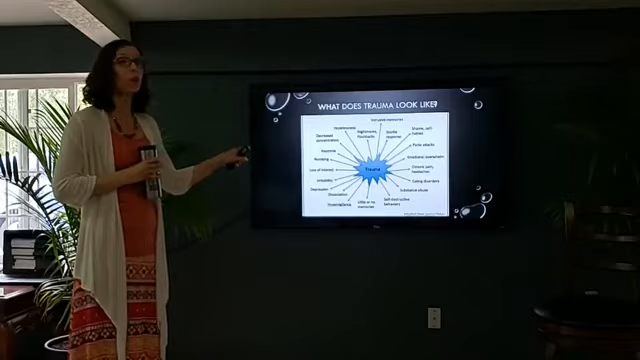 WHAT DOES TRAUMA LOOK LIKE?
Intrusive memories
Hopelessness
Nightmares,
flashbacks
Startle
response
Shame, self-
hatred
Decreased
concentration
Panic attacks
Insomnia
Emotional overwhelm
Numbing
Chronic pain,
headaches
Loss of interest
Trauma
Irritability
Eating disorders
Depression
Substance abuse
Dissociation
Self-destructive
behaviors
Hypervigilance
Little or no
memories